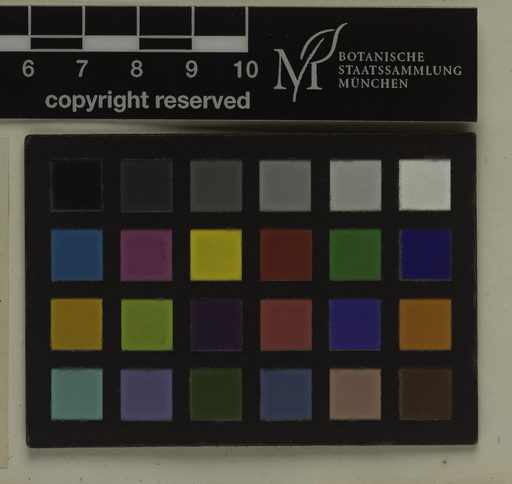 6 7 8 9 10
copyright reserved
M
BOTANISCHE
STAATSSAMMLUNG
MÜNCHEN